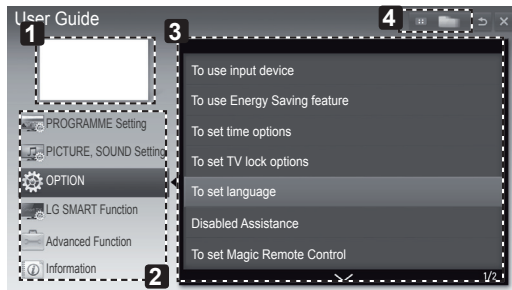 User Guide
1
3
4
To use input device
To use Energy Saving feature
To set time options
To set TV lock options
To set language
Disabled Assistance
To set Magic Remote Control
1/2
PROGRAMME Setting
PICTURE, SOUND Setting
OPTION
LG SMART Function
Advanced Function
Information
2